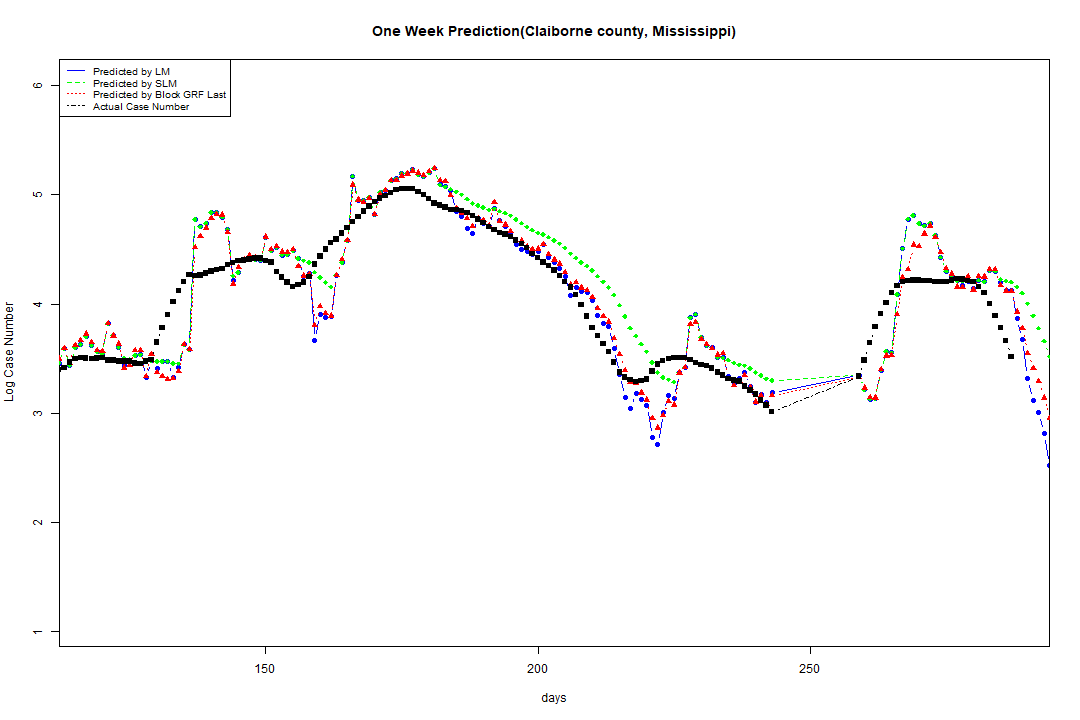 One Week Prediction(Claiborne county, Mississippi)
Predicted by LM
Predicted by SLM
Predicted by Block GRF Last
Actual Case Number
6
5
4
3
2
1
Log Case Number
150
200
250
days